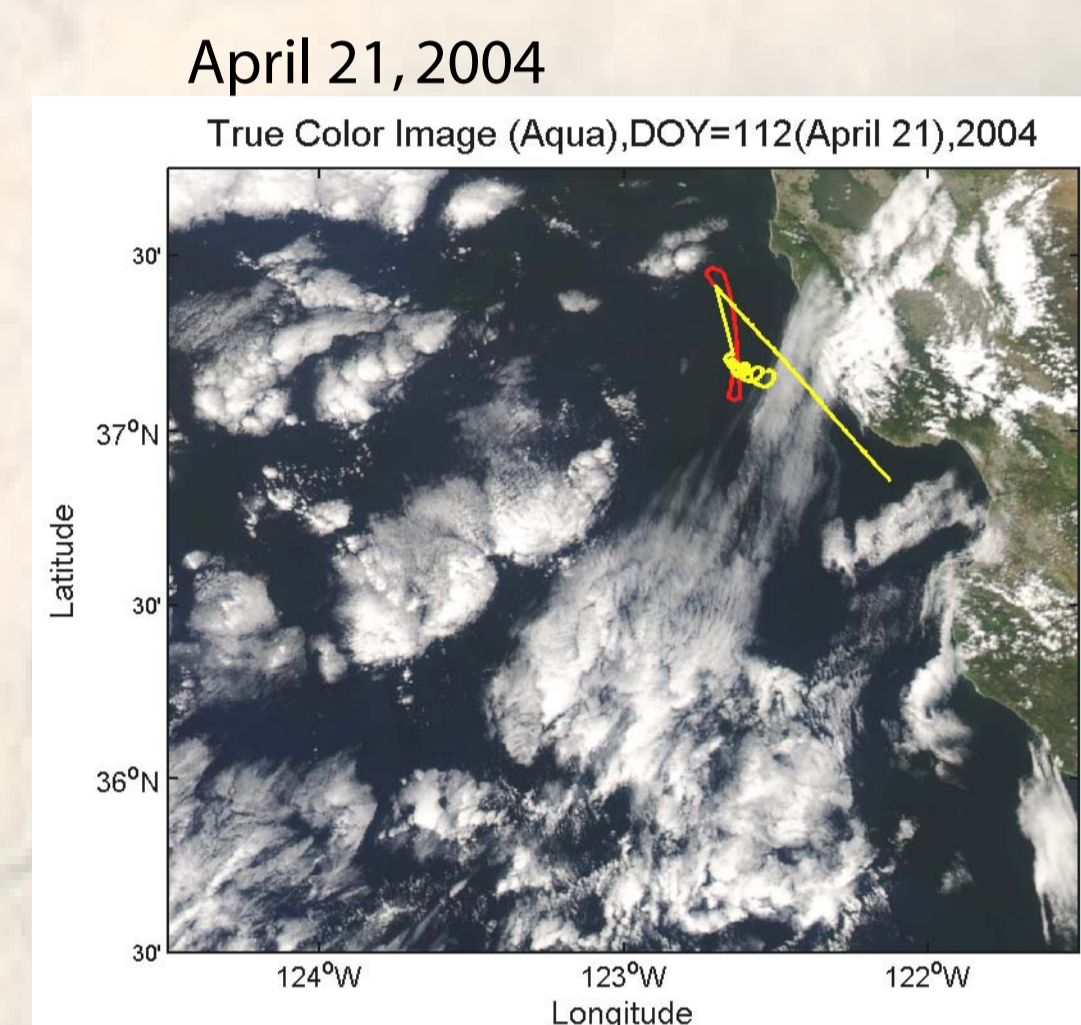 April 21, 2004
True Color Image (Aqua),DOY=112(April 21),2004
30'
37°N
30'
36°N
30'
Latitude
124°W 123°W 122°W
Longitude